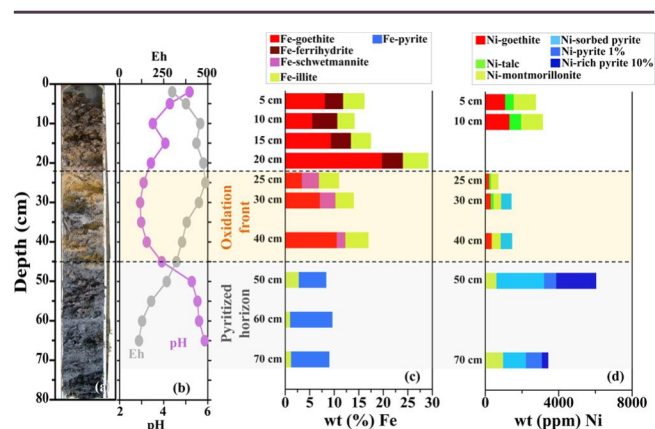 Eh
0 100 500
Fe-goethite
Fe-ferrihydrite
Fe-schwetmannite
Fe-illite
Fe-pyrite
Ni-goethite
Ni-talc
Ni-montmorillonite
Ni-sorbed pyrite
Ni-pyrite 1%
Ni-rich pyrite 10%
Depth (cm)
0
10
20
30
40
50
60
70
80
(a)
Eh
pH
(b)
2 4 6
pH
Oxidation front
Pyritized horizon
5 cm
10 cm
15 cm
20 cm
25 cm
30 cm
40 cm
50 cm
60 cm
70 cm
(c)
0 5 10 15 20 25 30
wt (%) Fe
5 cm
10 cm
25 cm
30 cm
40 cm
50 cm
70 cm
(d)
0 4000 8000
wt (ppm) Ni